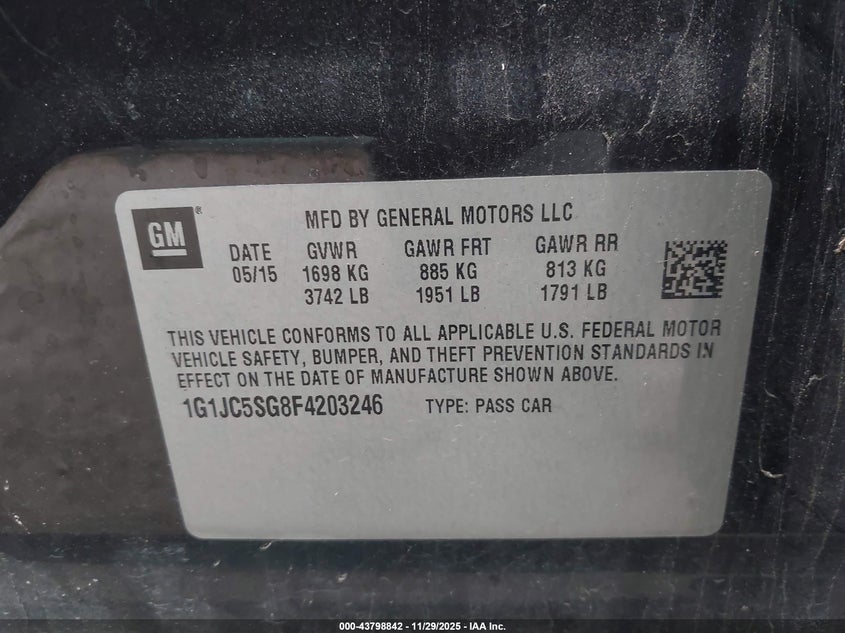 GM ®
MFD BY GENERAL MOTORS LLC
DATE GVWR GAWR FRT GAWR RR
05/15 1698 KG 885 KG 813 KG
3742 LB 1951 LB 1791 LB
THIS VEHICLE CONFORMS TO ALL APPLICABLE U.S. FEDERAL MOTOR
VEHICLE SAFETY, BUMPER, AND THEFT PREVENTION STANDARDS IN
EFFECT ON THE DATE OF MANUFACTURE SHOWN ABOVE.
1G1JC5SG8F4203246 TYPE: PASS CAR
000-43798842 - 11/29/2025 - IAA Inc.